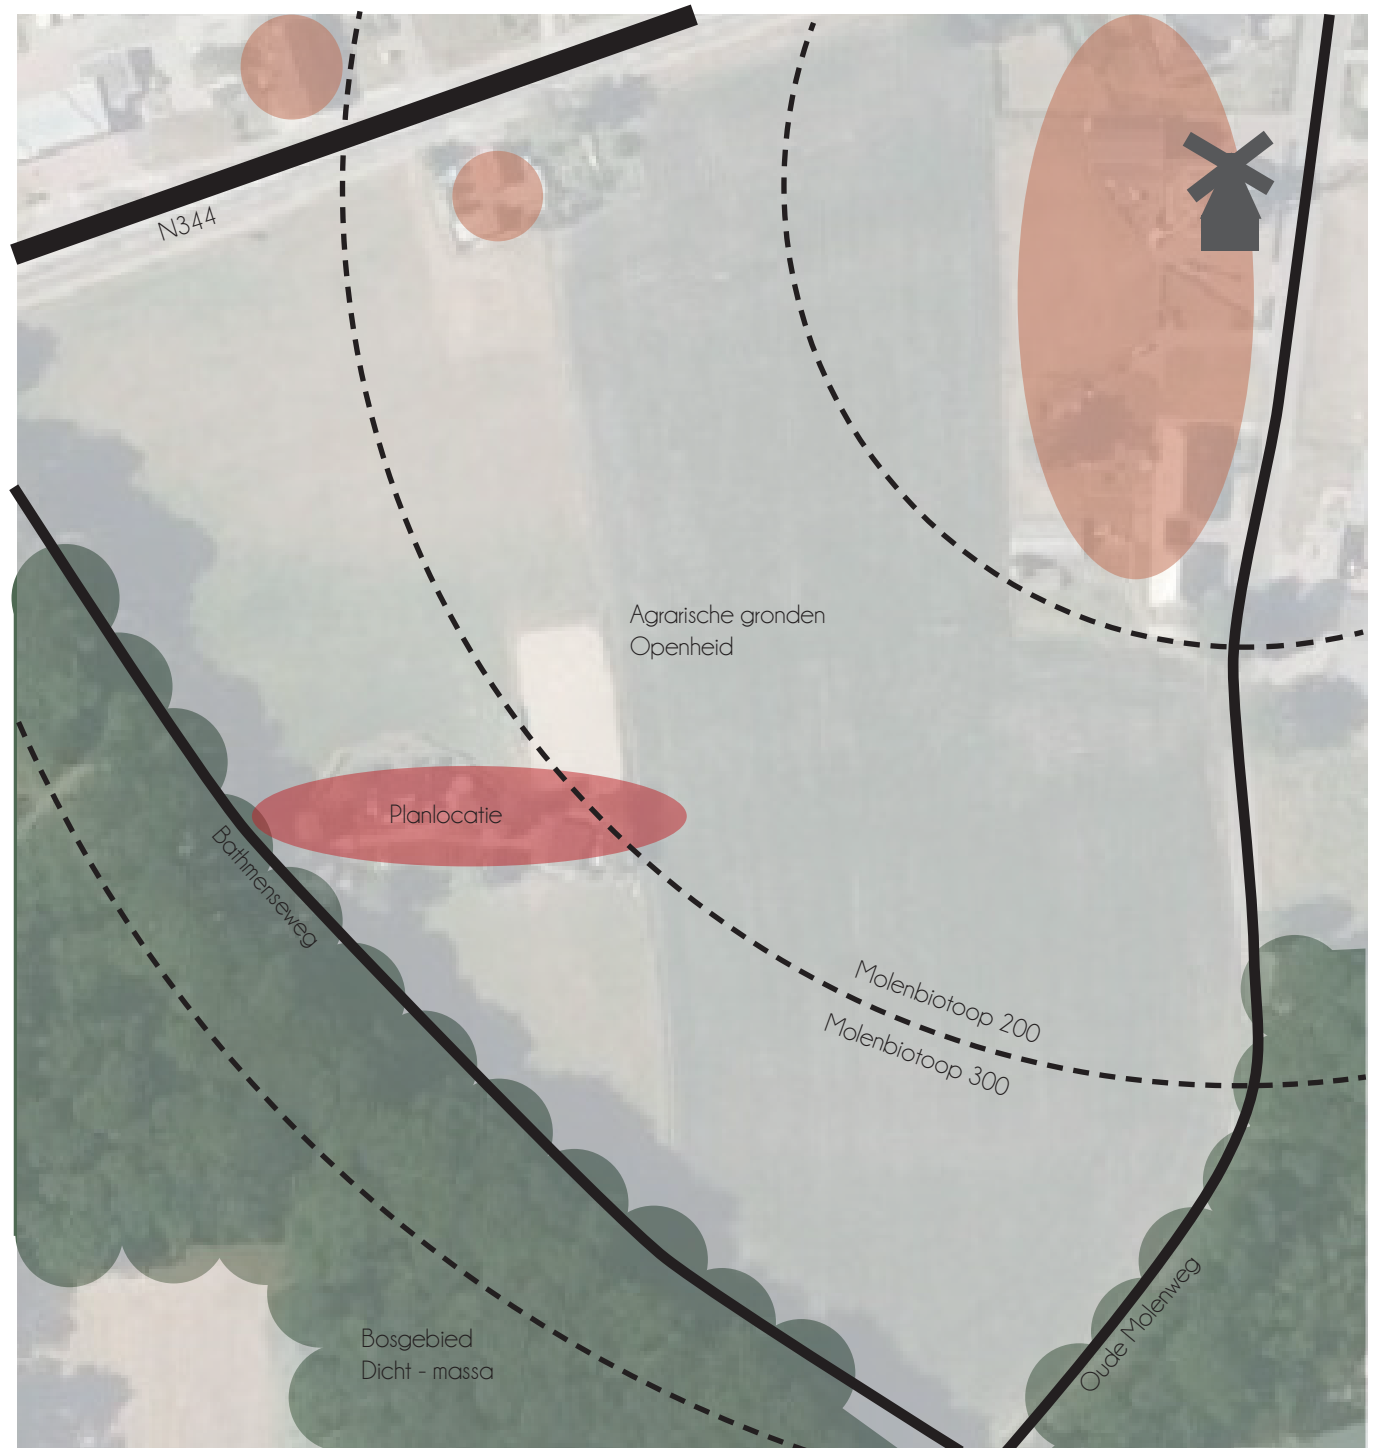 N344
Agrarische gronden
Openheid
Planlocatie
Bathmenseweg
Molenbiotoop 200
Molenbiotoop 300
Oude Molenweg
Bosgebied
Dicht - massa